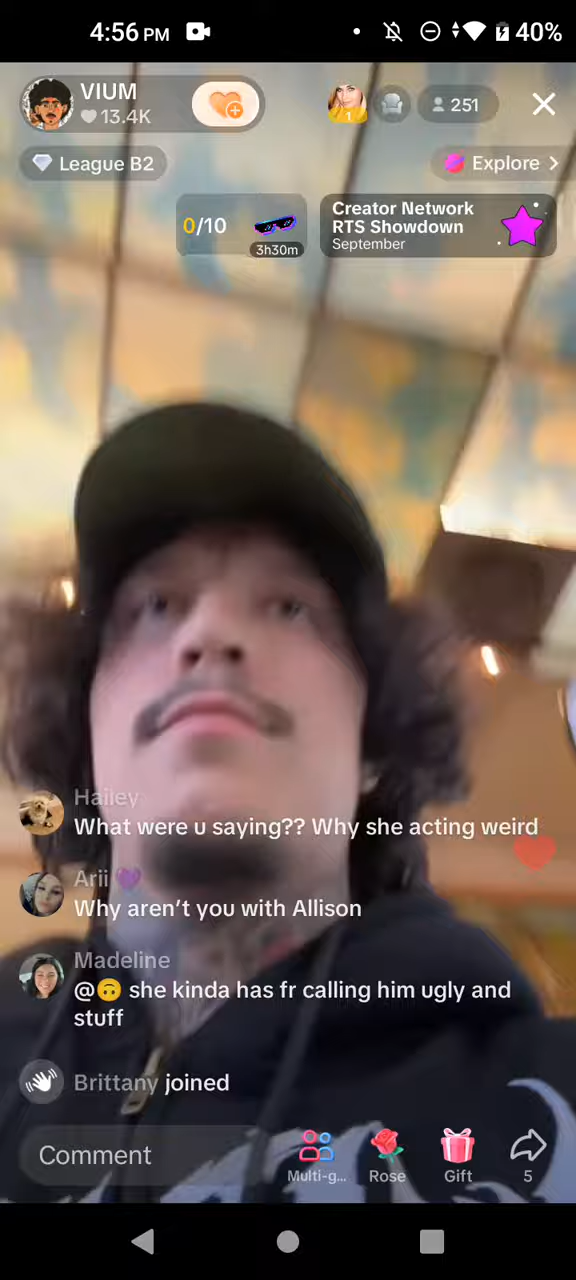 4:56 PM
40%
VIUM
13.4K
1
251
League B2
Explore >
0/10
3h30m
Creator Network
RTS Showdown
September
Hailey
What were u saying?? Why she acting weird
Arii 💜
Why aren't you with Allison
Madeline
@🙃 she kinda has fr calling him ugly and
stuff
Brittany joined
Comment
Multi-g...
Rose
Gift
5